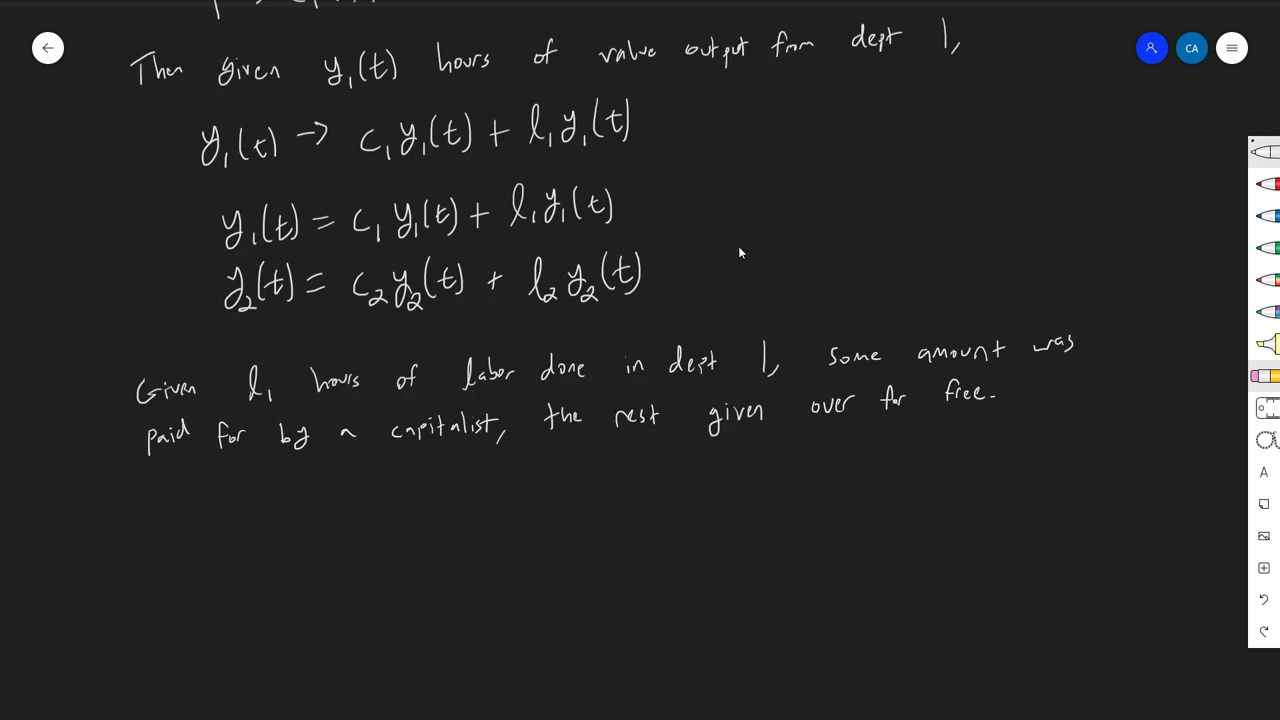 Then given y₁(t) hours of value output from dept 1,
y₁(t) → c₁y₁(t) + l₁y₁(t)
y₁(t) = c₁y₁(t) + l₁y₁(t)
y₂(t) = c₂y₂(t) + l₂y₂(t)
Given l₁ hours of labor done in dept 1, some amount was
paid for by a capitalist, the rest given over for free.
CA
A